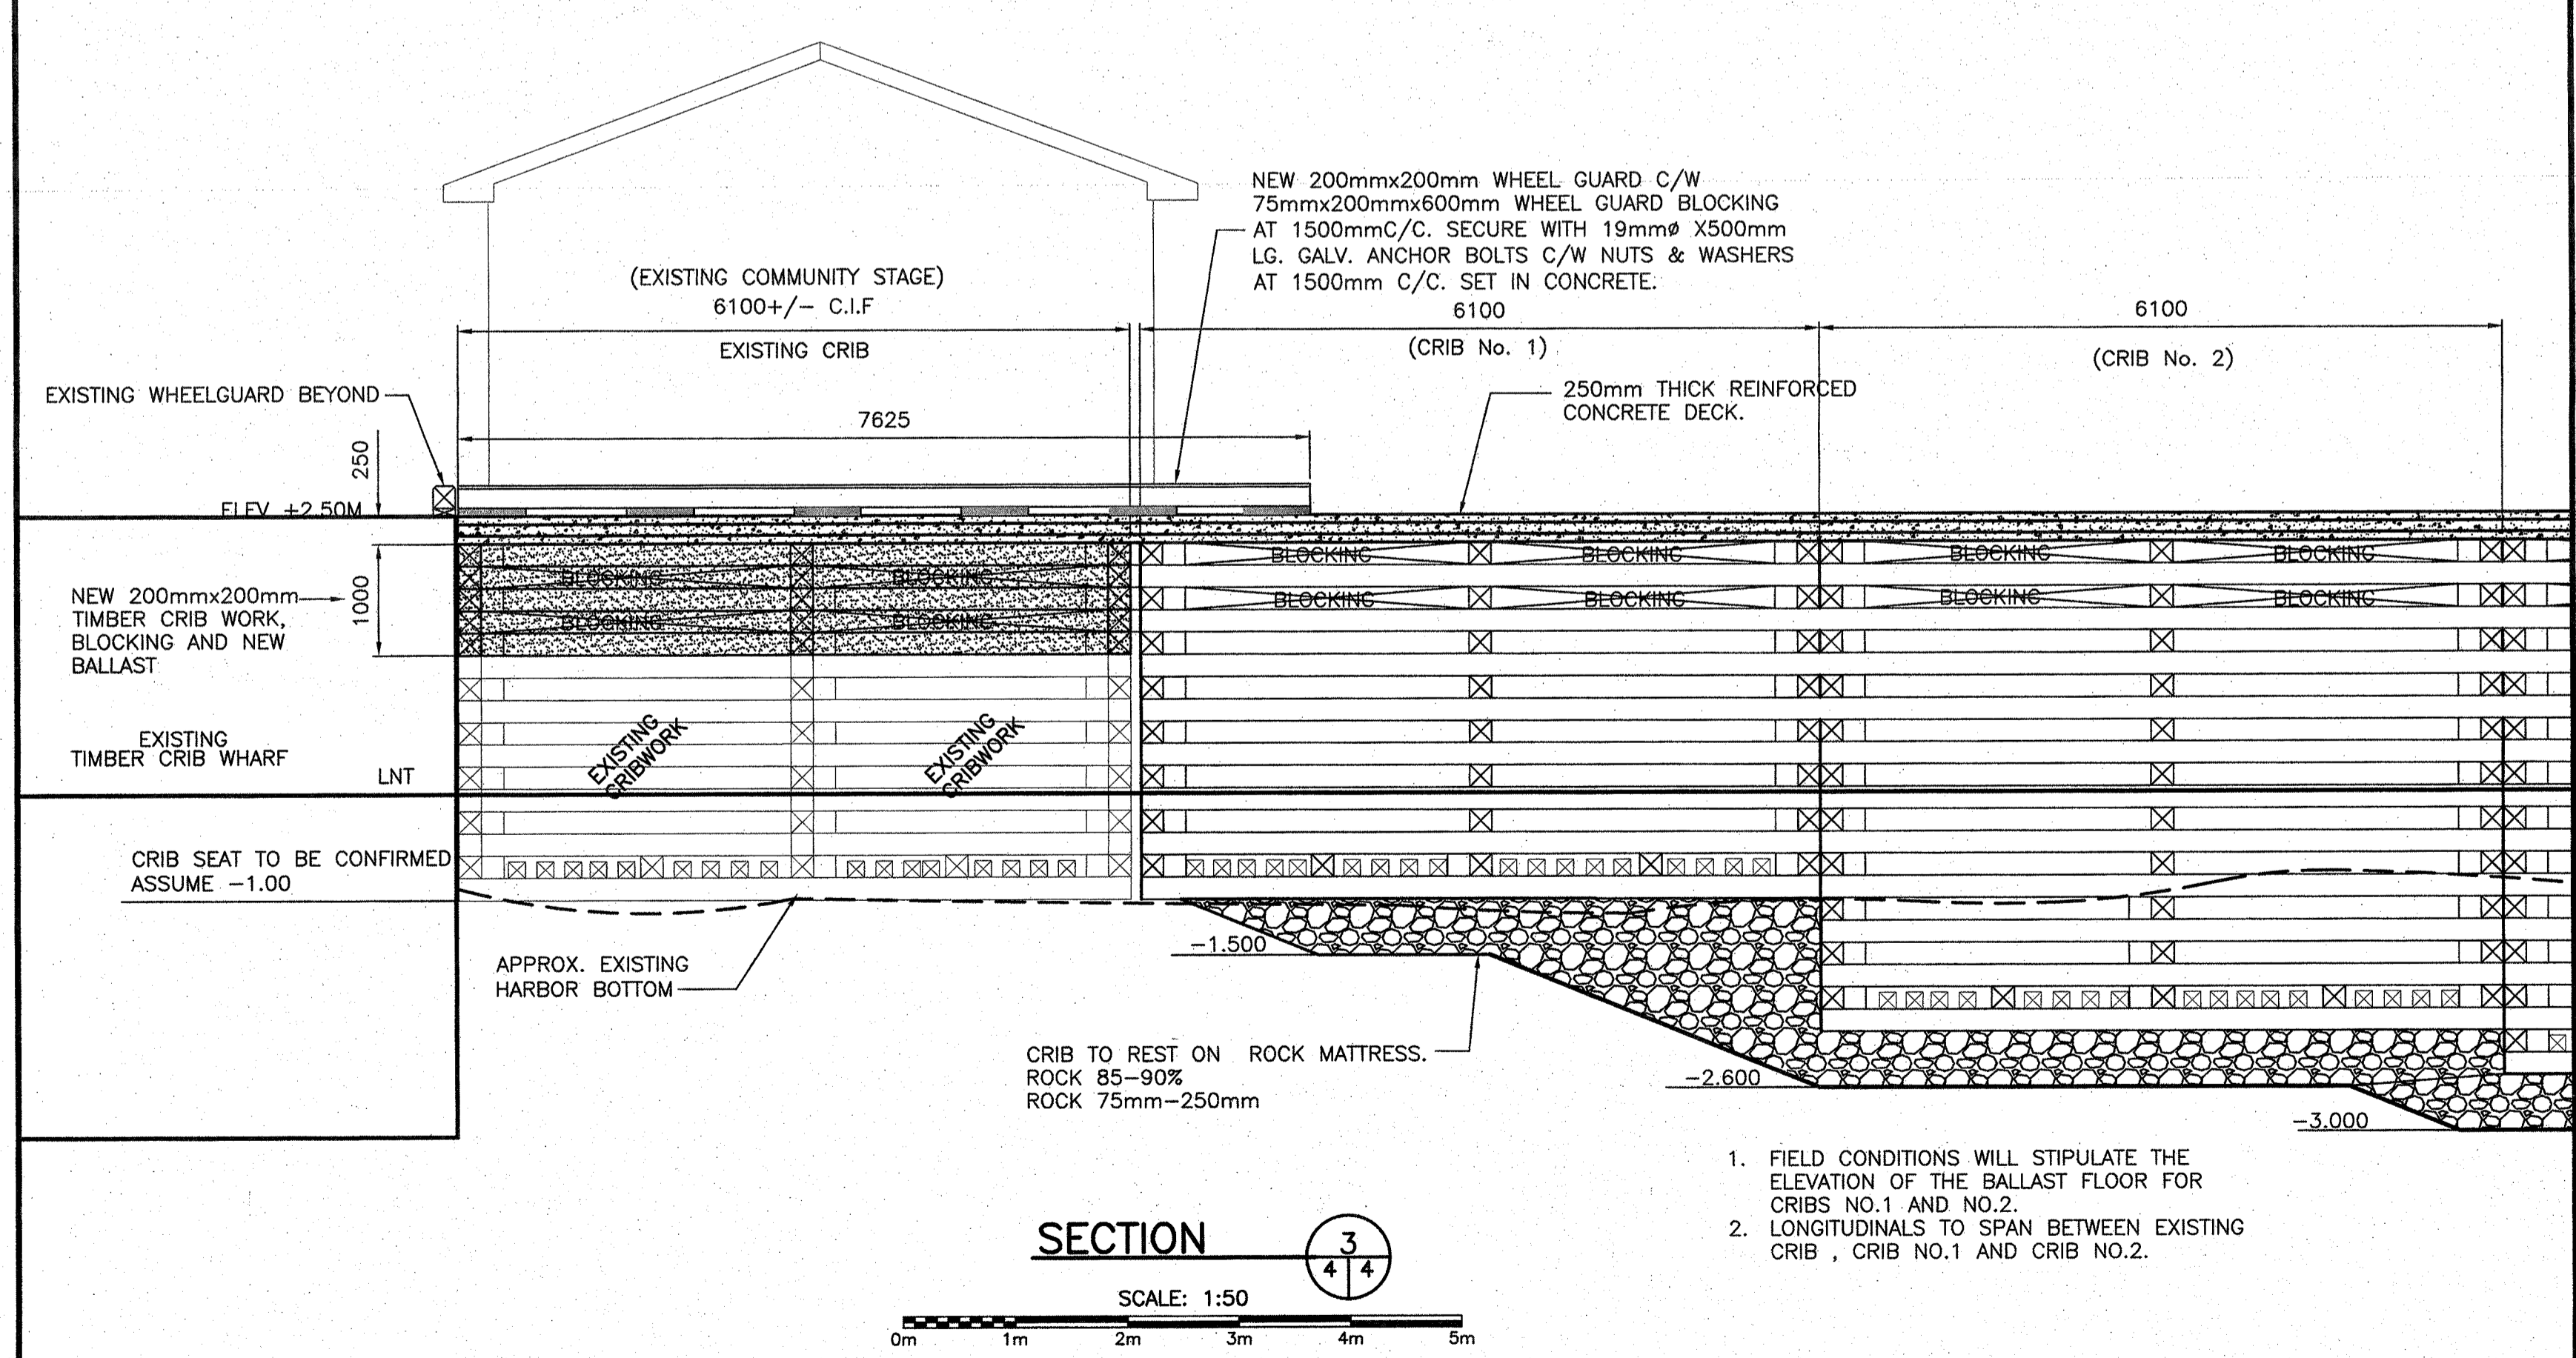 NEW 200mmx200mm WHEEL GUARD C/W
75mmx200mmx600mm WHEEL GUARD BLOCKING
AT 1500mmC/C. SECURE WITH 19mmø X500mm
LG. GALV. ANCHOR BOLTS C/W NUTS & WASHERS
AT 1500mm C/C. SET IN CONCRETE.
(EXISTING COMMUNITY STAGE)
6100+/- C.I.F
EXISTING CRIB
6100
(CRIB No. 1)
6100
(CRIB No. 2)
EXISTING WHEELGUARD BEYOND
250mm THICK REINFORCED
CONCRETE DECK.
7625
250
ELEV +2.50M
BLOCKING
BLOCKING
BLOCKING
BLOCKING
BLOCKING
BLOCKING
BLOCKING
BLOCKING
BLOCKING
BLOCKING
BLOCKING
BLOCKING
1000
NEW 200mmx200mm
TIMBER CRIB WORK,
BLOCKING AND NEW
BALLAST
EXISTING
TIMBER CRIB WHARF
EXISTING
CRIBWORK
EXISTING
CRIBWORK
LNT
CRIB SEAT TO BE CONFIRMED
ASSUME -1.00
APPROX. EXISTING
HARBOR BOTTOM
-1.500
CRIB TO REST ON ROCK MATTRESS.
ROCK 85-90%
ROCK 75mm-250mm
-2.600
-3.000
1. FIELD CONDITIONS WILL STIPULATE THE
ELEVATION OF THE BALLAST FLOOR FOR
CRIBS NO.1 AND NO.2.
2. LONGITUDINALS TO SPAN BETWEEN EXISTING
CRIB , CRIB NO.1 AND CRIB NO.2.
SECTION
3
4 4
SCALE: 1:50
0m 1m 2m 3m 4m 5m